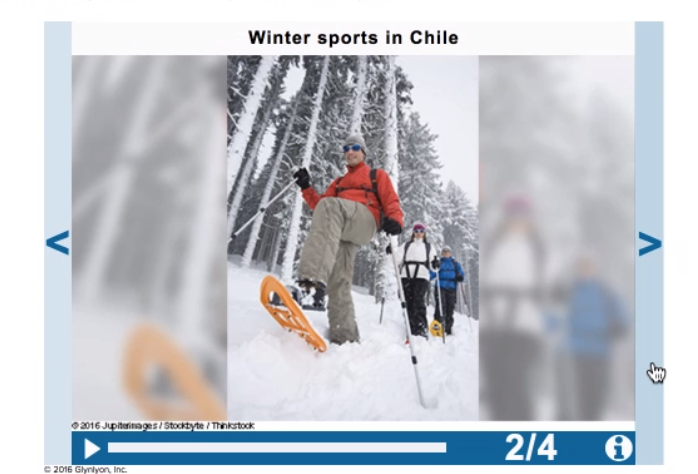 Winter sports in Chile
<
>
© 2016 Jupiterimages / Stockbyte / Thinkstock
2/4
i
© 2016 Glynlyon, Inc.